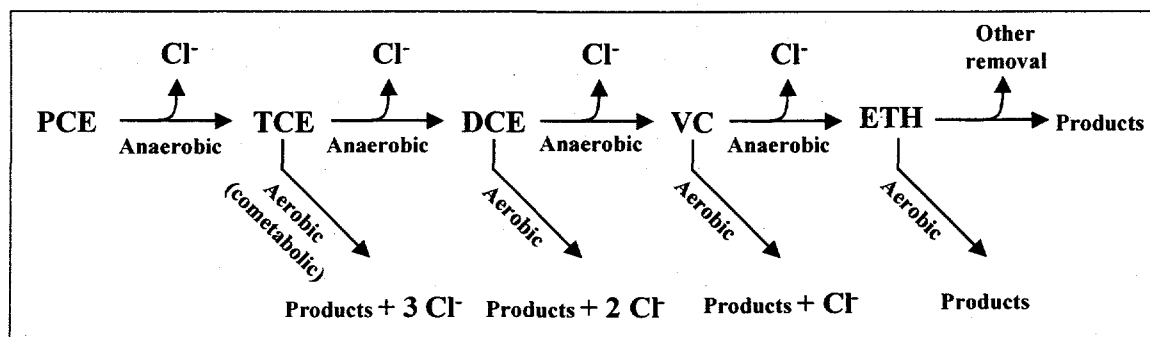 Cl⁻ Cl⁻ Cl⁻ Cl⁻ Other
removal
PCE TCE DCE VC ETH Products
Anaerobic Anaerobic Anaerobic Anaerobic
Aerobic
(cometabolic)
Aerobic
Aerobic
Aerobic
Products + 3 Cl⁻ Products + 2 Cl⁻ Products + Cl⁻ Products